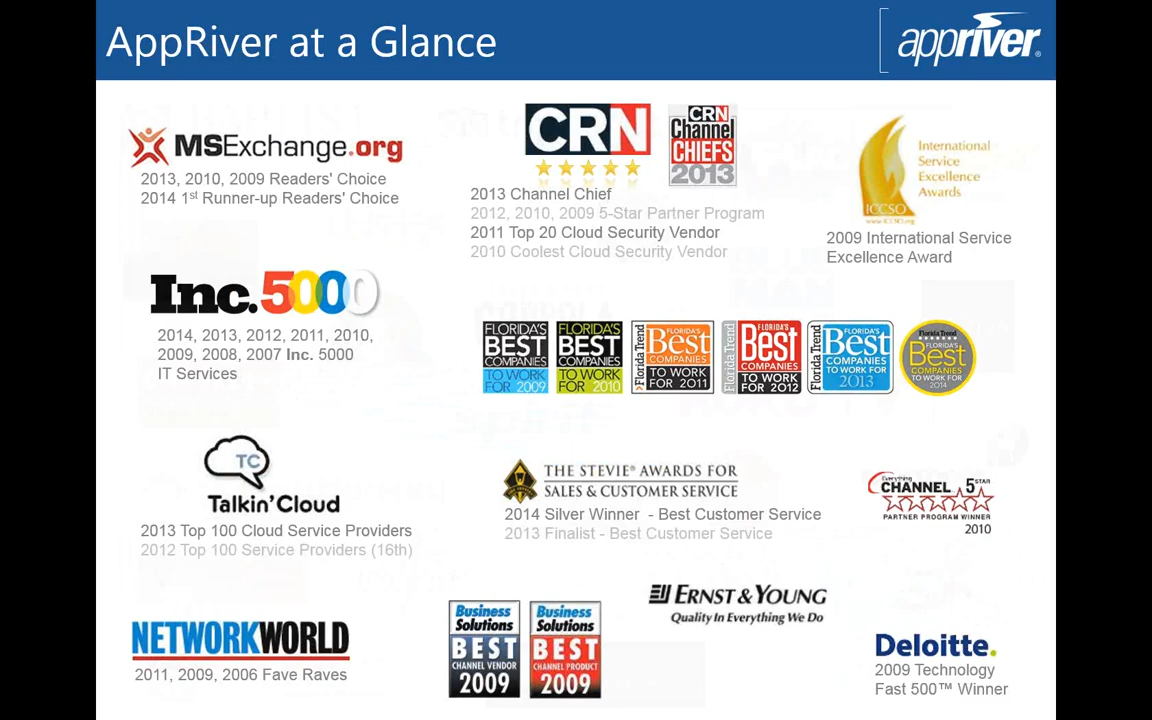 AppRiver at a Glance
appriver®
MSExchange.org
2013, 2010, 2009 Readers' Choice
2014 1st Runner-up Readers' Choice
CRN
CRN
Channel
CHIEFS
2013
2013 Channel Chief
2012, 2010, 2009 5-Star Partner Program
2011 Top 20 Cloud Security Vendor
2010 Coolest Cloud Security Vendor
International
Service
Excellence
Awards
ICCSO
www.ICCSO.org
2009 International Service
Excellence Award
Inc.5000
2014, 2013, 2012, 2011, 2010,
2009, 2008, 2007 Inc. 5000
IT Services
FLORIDA'S
BEST
COMPANIES
TO WORK
FOR 2009
FLORIDA'S
BEST
COMPANIES
TO WORK
FOR 2010
Florida Trend
FLORIDA'S
Best
COMPANIES
TO WORK
FOR 2011
Florida Trend
FLORIDA'S
Best
COMPANIES
TO WORK
FOR 2012
Florida Trend
FLORIDA'S
Best
COMPANIES
TO WORK FOR
2013
Florida Trend
FLORIDA'S
Best
COMPANIES
TO WORK FOR
2014
TC
Talkin' Cloud
2013 Top 100 Cloud Service Providers
2012 Top 100 Service Providers (16th)
THE STEVIE® AWARDS FOR
SALES & CUSTOMER SERVICE
2014 Silver Winner - Best Customer Service
2013 Finalist - Best Customer Service
Everything
CHANNEL 5 STAR
PARTNER PROGRAM WINNER
2010
NETWORKWORLD
2011, 2009, 2006 Fave Raves
Business
Solutions
BEST
CHANNEL VENDOR
2009
Business
Solutions
BEST
CHANNEL PRODUCT
2009
ERNST & YOUNG
Quality In Everything We Do
Deloitte.
2009 Technology
Fast 500™ Winner